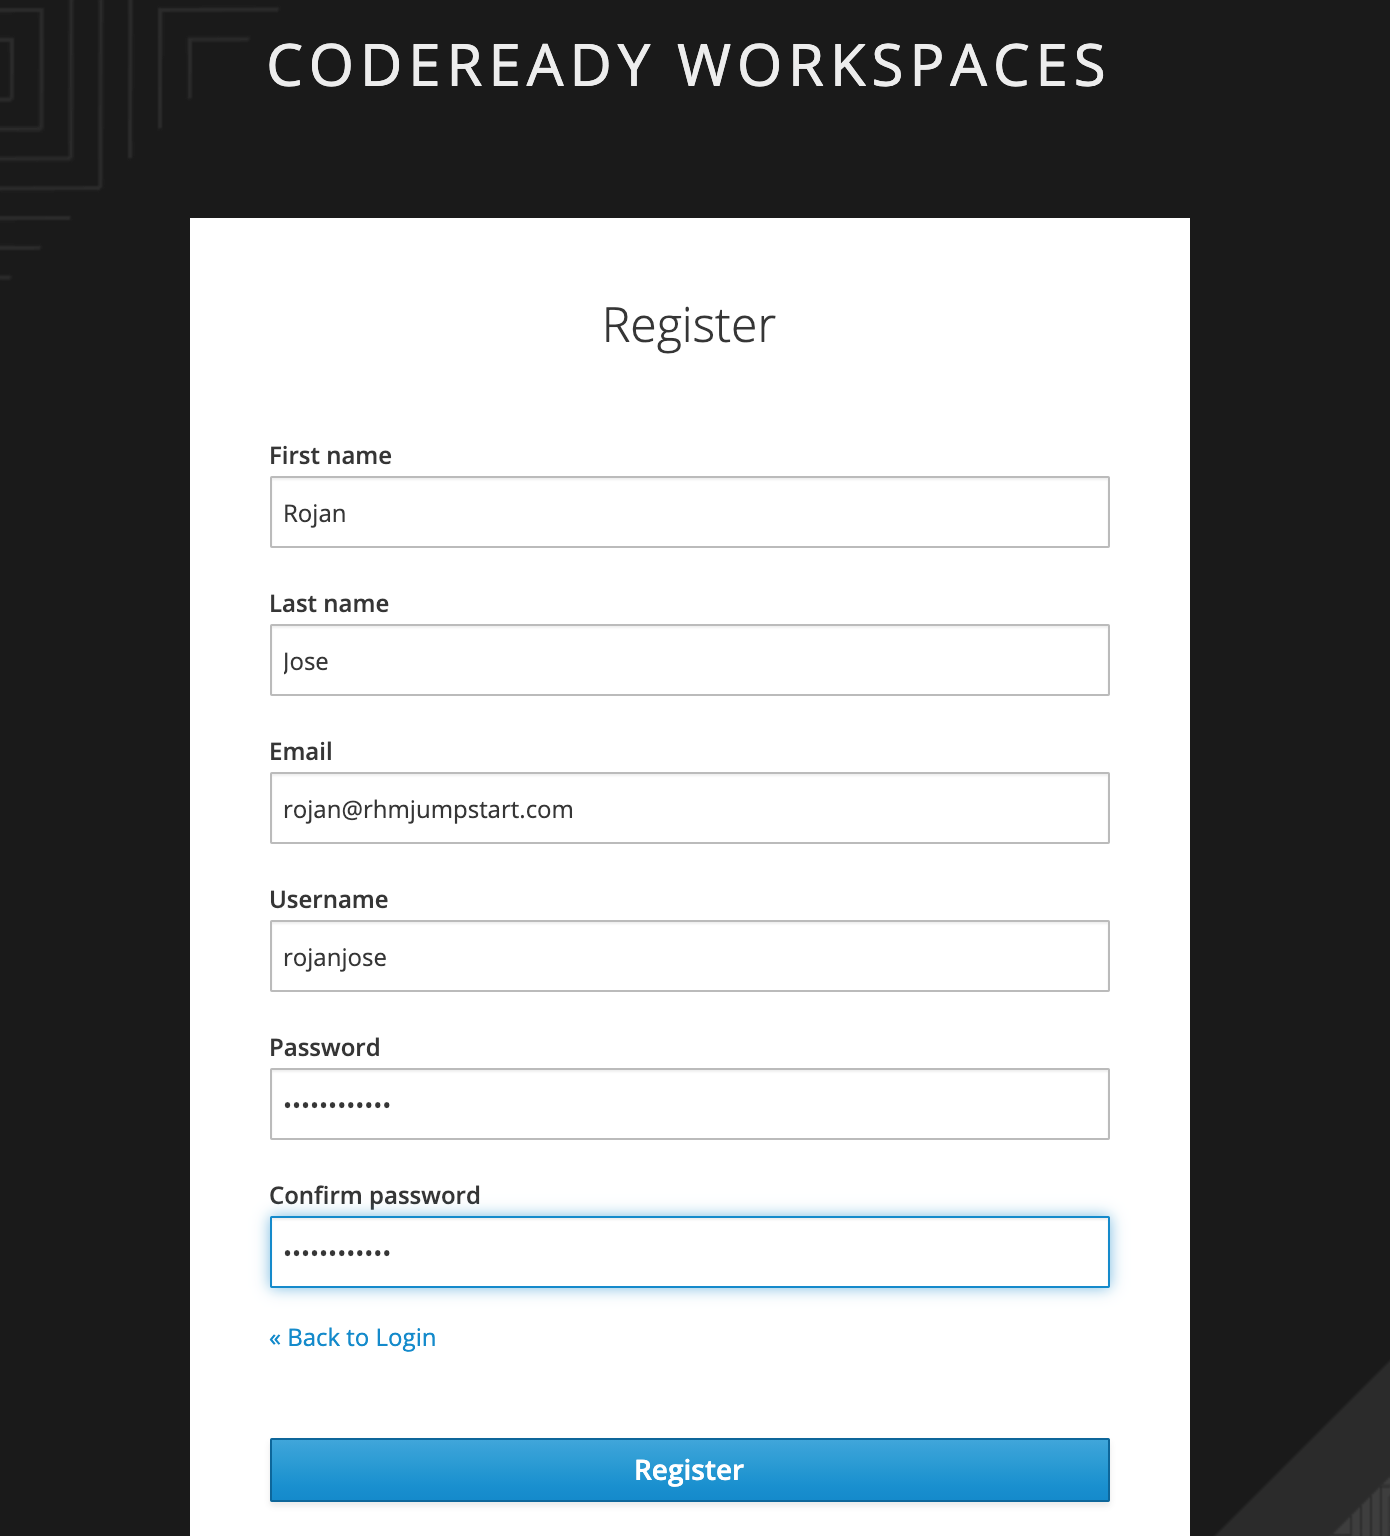 CODEREADY WORKSPACES
Register
First name
Rojan
Last name
Jose
Email
rojan@rhmjumpstart.com
Username
rojanjose
Password
••••••••••••
Confirm password
••••••••••••
« Back to Login
Register